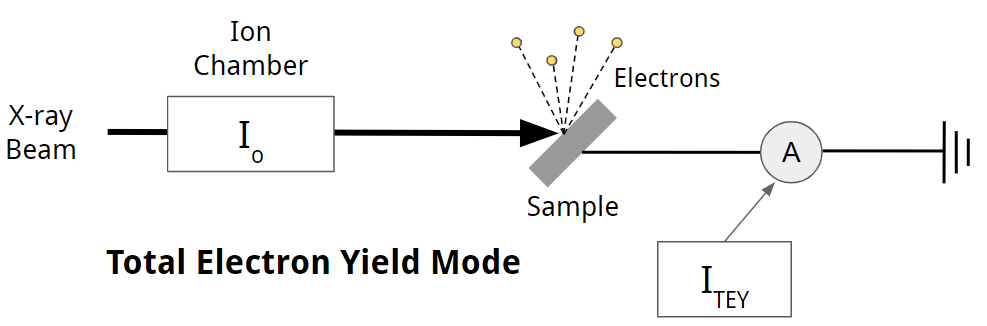 Ion
Chamber
X-ray
Beam
Io
Electrons
A
Sample
Total Electron Yield Mode
ITEY